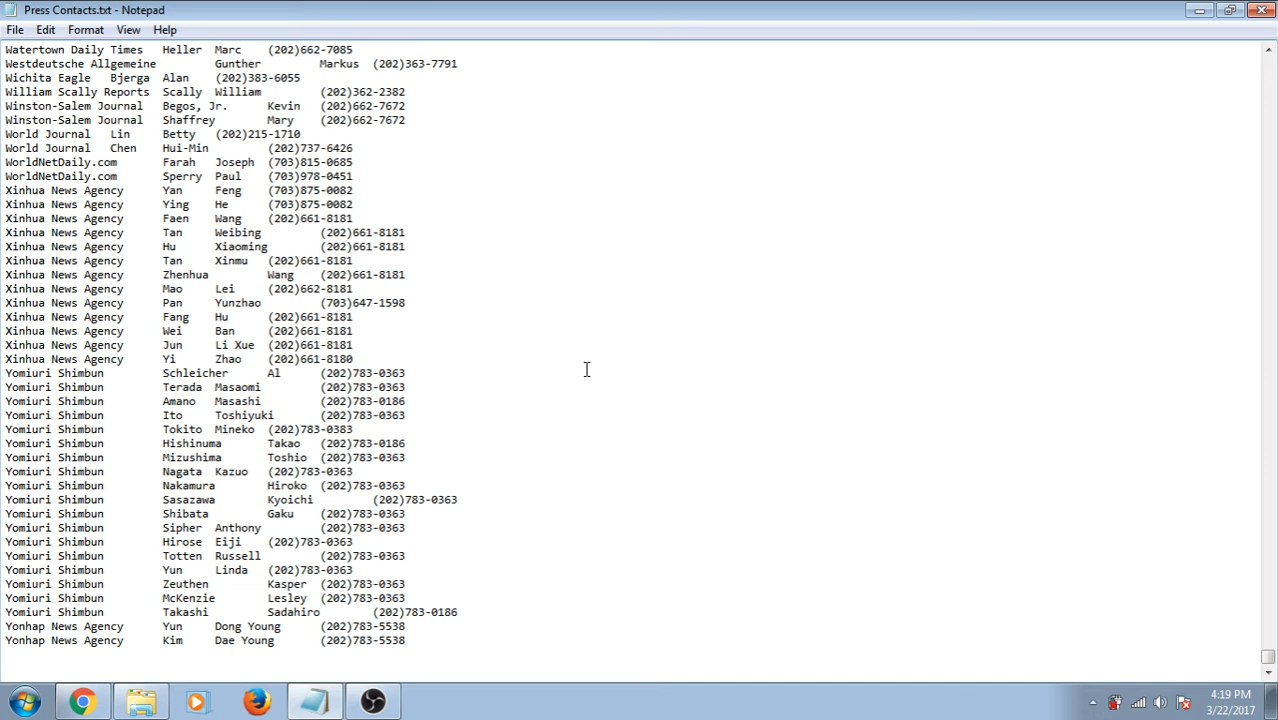 Press Contacts.txt - Notepad
File Edit Format View Help
Watertown Daily Times Heller Marc (202)662-7085
Westdeutsche Allgemeine Gunther Markus (202)363-7791
Wichita Eagle Bjerga Alan (202)383-6055
William Scally Reports Scally William (202)362-2382
Winston-Salem Journal Begos, Jr. Kevin (202)662-7672
Winston-Salem Journal Shaffrey Mary (202)662-7672
World Journal Lin Betty (202)215-1710
World Journal Chen Hui-Min (202)737-6426
WorldNetDaily.com Farah Joseph (703)815-0685
WorldNetDaily.com Sperry Paul (703)978-0451
Xinhua News Agency Yan Feng (703)875-0082
Xinhua News Agency Ying He (703)875-0082
Xinhua News Agency Faen Wang (202)661-8181
Xinhua News Agency Tan Weibing (202)661-8181
Xinhua News Agency Hu Xiaoming (202)661-8181
Xinhua News Agency Tan Xinmu (202)661-8181
Xinhua News Agency Zhenhua Wang (202)661-8181
Xinhua News Agency Mao Lei (202)662-8181
Xinhua News Agency Pan Yunzhao (703)647-1598
Xinhua News Agency Fang Hu (202)661-8181
Xinhua News Agency Wei Ban (202)661-8181
Xinhua News Agency Jun Li Xue (202)661-8181
Xinhua News Agency Yi Zhao (202)661-8180
Yomiuri Shimbun Schleicher Al (202)783-0363
Yomiuri Shimbun Terada Masaomi (202)783-0363
Yomiuri Shimbun Amano Masashi (202)783-0186
Yomiuri Shimbun Ito Toshiyuki (202)783-0363
Yomiuri Shimbun Tokito Mineko (202)783-0383
Yomiuri Shimbun Hishinuma Takao (202)783-0186
Yomiuri Shimbun Mizushima Toshio (202)783-0363
Yomiuri Shimbun Nagata Kazuo (202)783-0363
Yomiuri Shimbun Nakamura Hiroko (202)783-0363
Yomiuri Shimbun Sasazawa Kyoichi (202)783-0363
Yomiuri Shimbun Shibata Gaku (202)783-0363
Yomiuri Shimbun Sipher Anthony (202)783-0363
Yomiuri Shimbun Hirose Eiji (202)783-0363
Yomiuri Shimbun Totten Russell (202)783-0363
Yomiuri Shimbun Yun Linda (202)783-0363
Yomiuri Shimbun Zeuthen Kasper (202)783-0363
Yomiuri Shimbun McKenzie Lesley (202)783-0363
Yomiuri Shimbun Takashi Sadahiro (202)783-0186
Yonhap News Agency Yun Dong Young (202)783-5538
Yonhap News Agency Kim Dae Young (202)783-5538
4:19 PM
3/22/2017